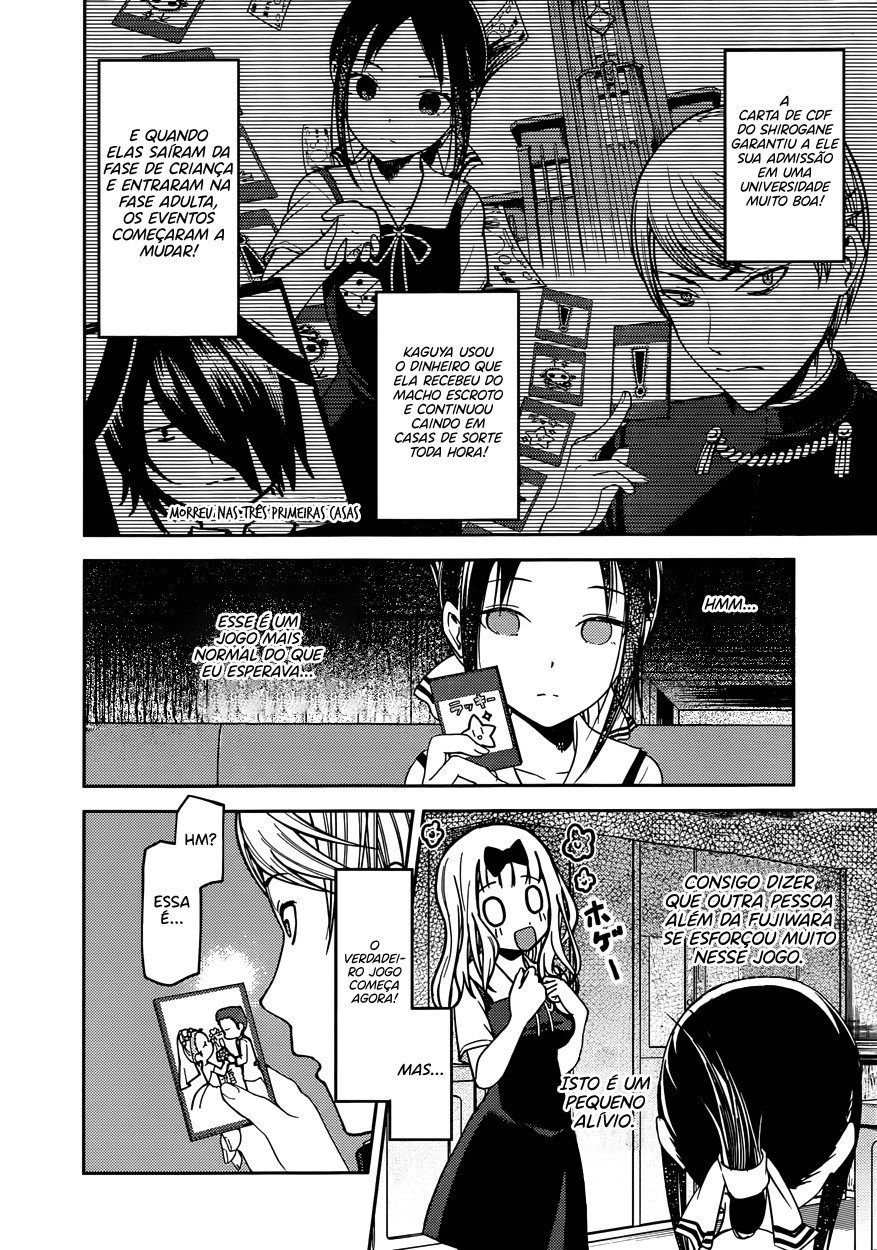 A
CARTA DE CDF
DO SHIROGANE
GARANTIU A ELE
SUA ADMISSÃO
EM UMA
UNIVERSIDADE
MUITO BOA!
E QUANDO
ELAS SAÍRAM DA
FASE DE CRIANÇA
E ENTRARAM NA
FASE ADULTA,
OS EVENTOS
COMEÇARAM A
MUDAR!
KAGUYA USOU
O DINHEIRO QUE
ELA RECEBEU DO
MACHO ESCROTO
E CONTINUOU
CAINDO EM
CASAS DE SORTE
TODA HORA!
MORREU NAS TRÊS PRIMEIRAS CASAS
HMM...
ESSE É UM
JOGO MAIS
NORMAL DO QUE
EU ESPERAVA...
ラッキー
CONSIGO DIZER
QUE OUTRA PESSOA
ALÉM DA FUJIWARA
SE ESFORÇOU MUITO
NESSE JOGO.
ホゲー
ISTO É UM
PEQUENO
ALÍVIO.
O
VERDADEI-
RO JOGO
COMEÇA
AGORA!
MAS...
HM?
ESSA
É...